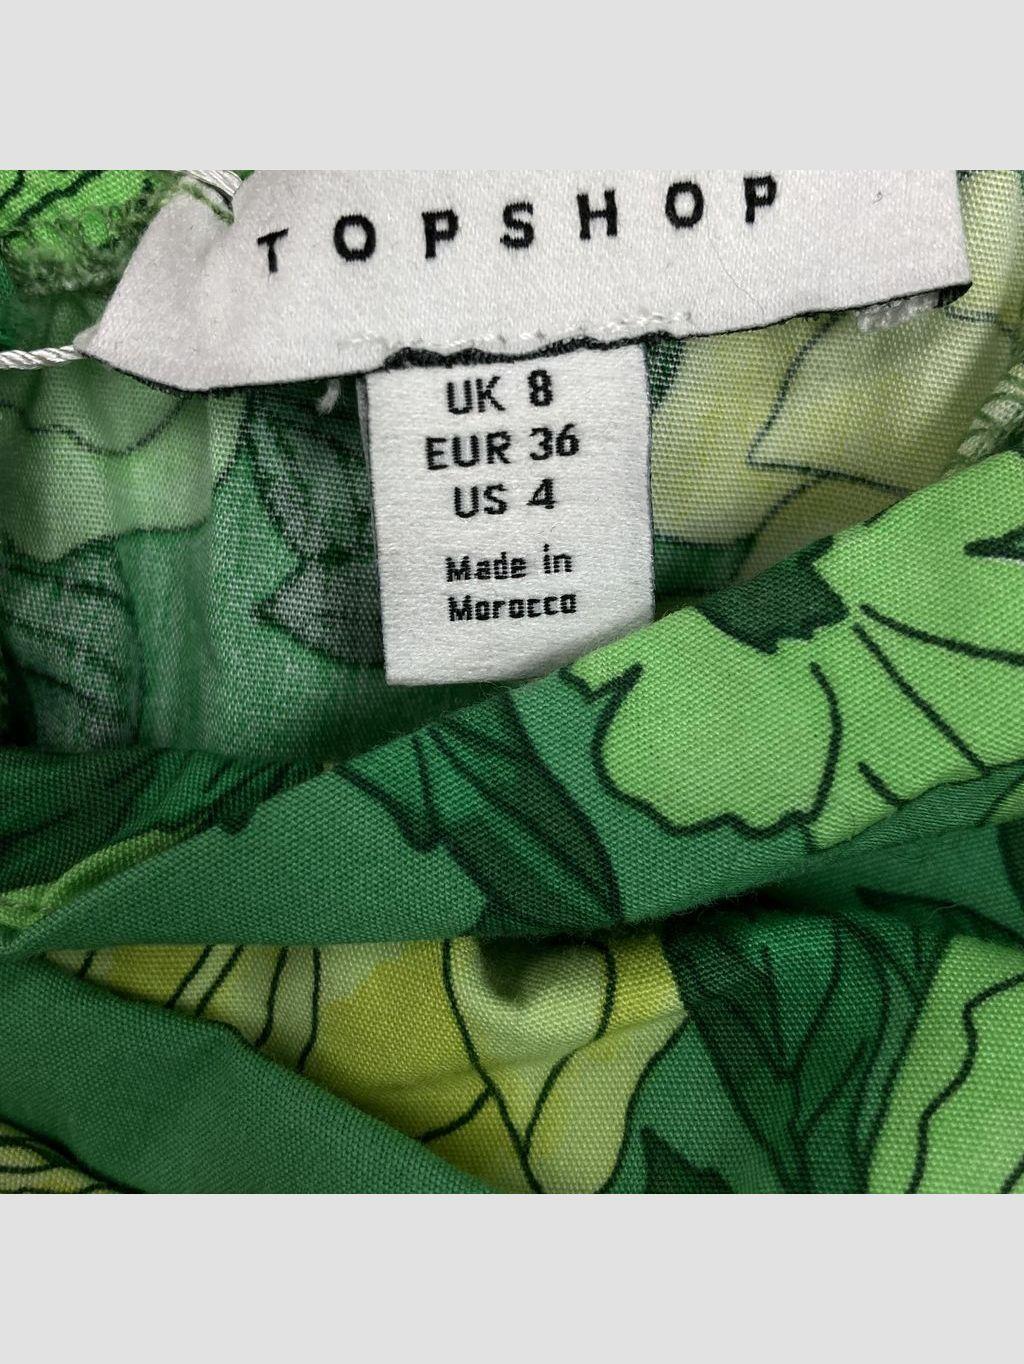 TOPSHOP
UK 8
EUR 36
US 4
Made in
Morocco